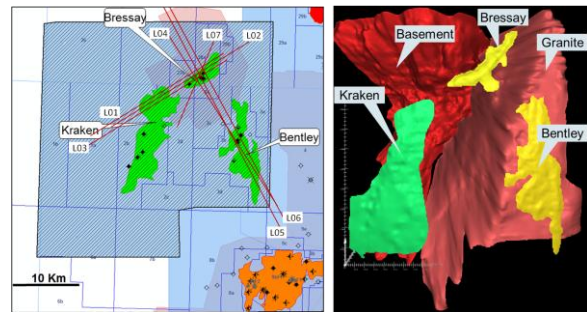 Bressay
L04
L07
L02
L01
Kraken
L03
Bentley
L06
L05
10 Km
Bressay
Basement
Granite
Kraken
Bentley